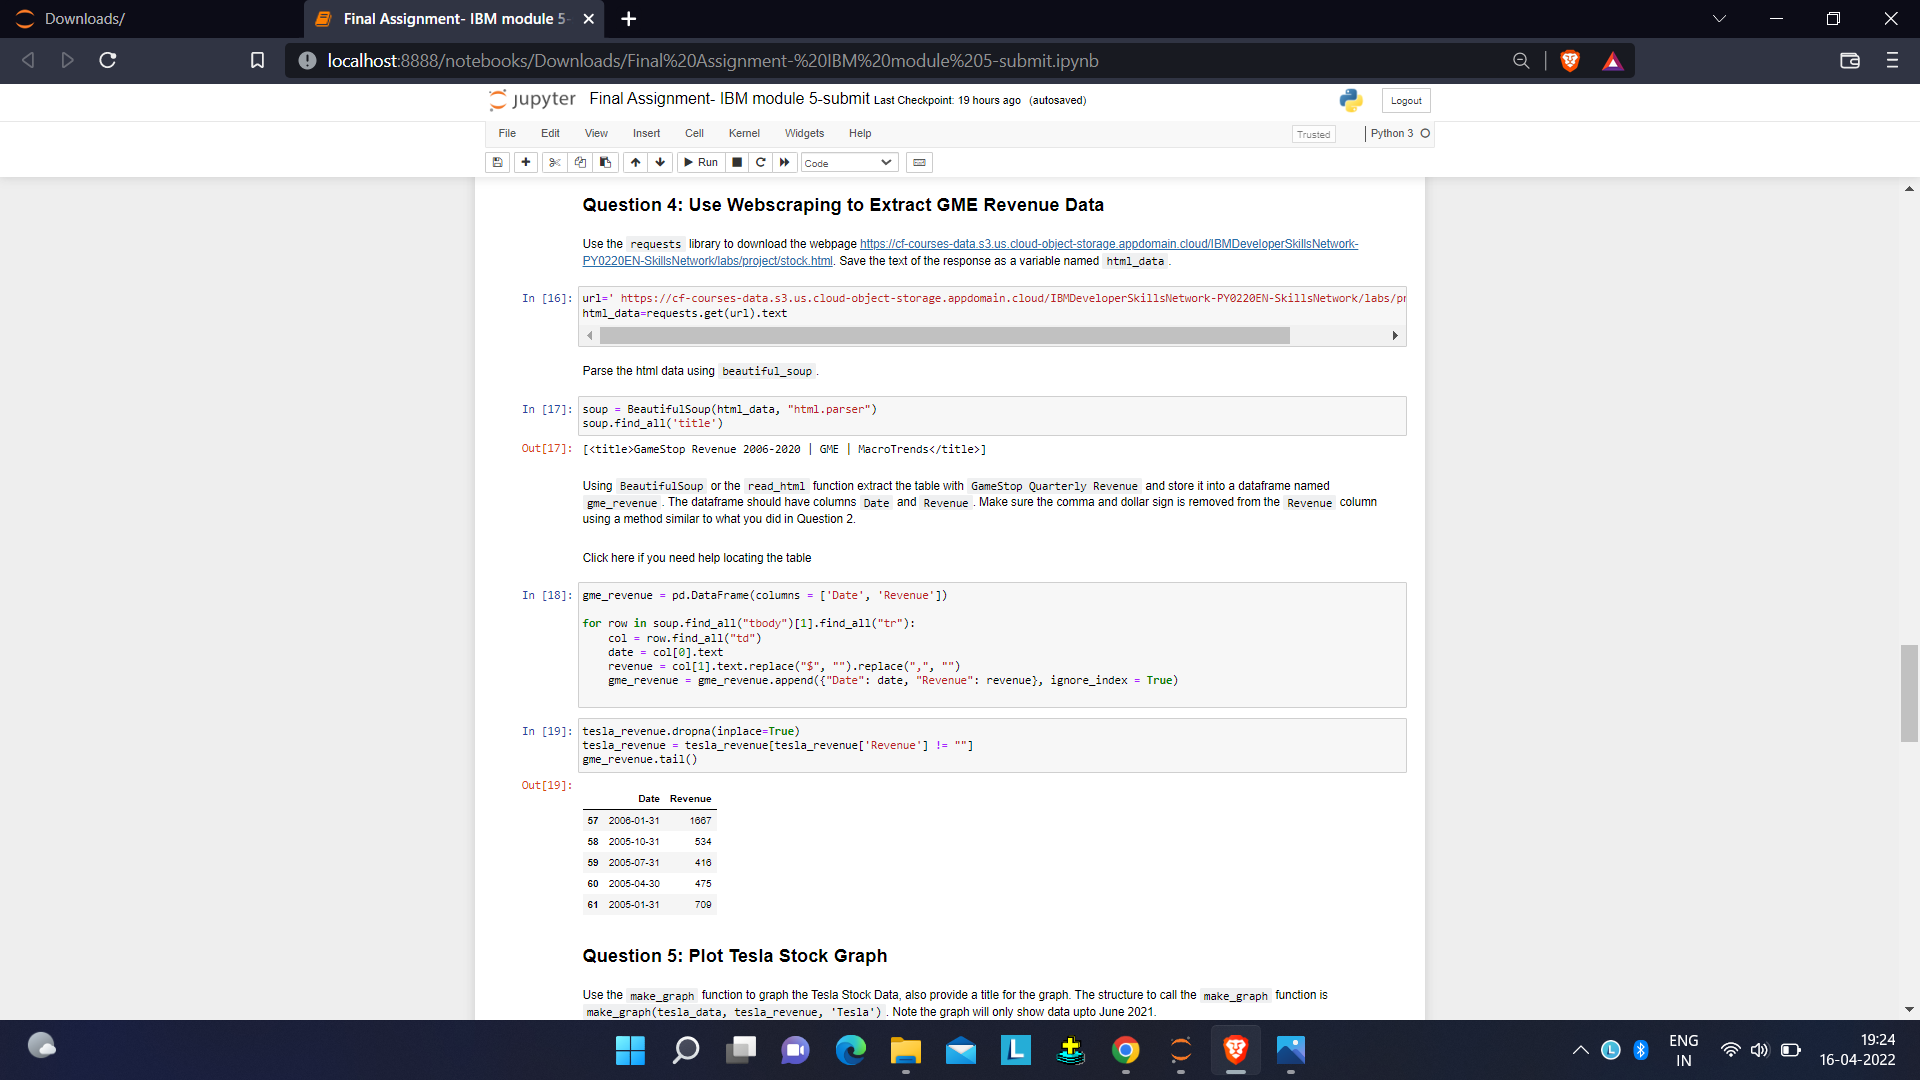 Downloads/
Final Assignment- IBM module 5-
localhost:8888/notebooks/Downloads/Final%20Assignment-%20IBM%20module%205-submit.ipynb
jupyter Final Assignment- IBM module 5-submit Last Checkpoint: 19 hours ago (autosaved)
Logout
File Edit View Insert Cell Kernel Widgets Help
Trusted
Python 3
Run
Code
Question 4: Use Webscraping to Extract GME Revenue Data
Use the requests library to download the webpage https://cf-courses-data.s3.us.cloud-object-storage.appdomain.cloud/IBMDeveloperSkillsNetwork-
PY0220EN-SkillsNetwork/labs/project/stock.html. Save the text of the response as a variable named html_data .
In [16]: url=' https://cf-courses-data.s3.us.cloud-object-storage.appdomain.cloud/IBMDeveloperSkillsNetwork-PY0220EN-SkillsNetwork/labs/pr
html_data=requests.get(url).text
Parse the html data using beautiful_soup .
In [17]: soup = BeautifulSoup(html_data, "html.parser")
soup.find_all('title')
Out[17]: [<title>GameStop Revenue 2006-2020 | GME | MacroTrends</title>]
Using BeautifulSoup or the read_html function extract the table with GameStop Quarterly Revenue and store it into a dataframe named
gme_revenue . The dataframe should have columns Date and Revenue . Make sure the comma and dollar sign is removed from the Revenue column
using a method similar to what you did in Question 2.
Click here if you need help locating the table
In [18]: gme_revenue = pd.DataFrame(columns = ['Date', 'Revenue'])
for row in soup.find_all("tbody")[1].find_all("tr"):
col = row.find_all("td")
date = col[0].text
revenue = col[1].text.replace("$", "").replace(",", "")
gme_revenue = gme_revenue.append({"Date": date, "Revenue": revenue}, ignore_index = True)
In [19]: tesla_revenue.dropna(inplace=True)
tesla_revenue = tesla_revenue[tesla_revenue['Revenue'] != ""]
gme_revenue.tail()
Out[19]:
Date Revenue
57 2006-01-31 1667
58 2005-10-31 534
59 2005-07-31 416
60 2005-04-30 475
61 2005-01-31 709
Question 5: Plot Tesla Stock Graph
Use the make_graph function to graph the Tesla Stock Data, also provide a title for the graph. The structure to call the make_graph function is
make_graph(tesla_data, tesla_revenue, 'Tesla') . Note the graph will only show data upto June 2021.
ENG
IN
19:24
16-04-2022